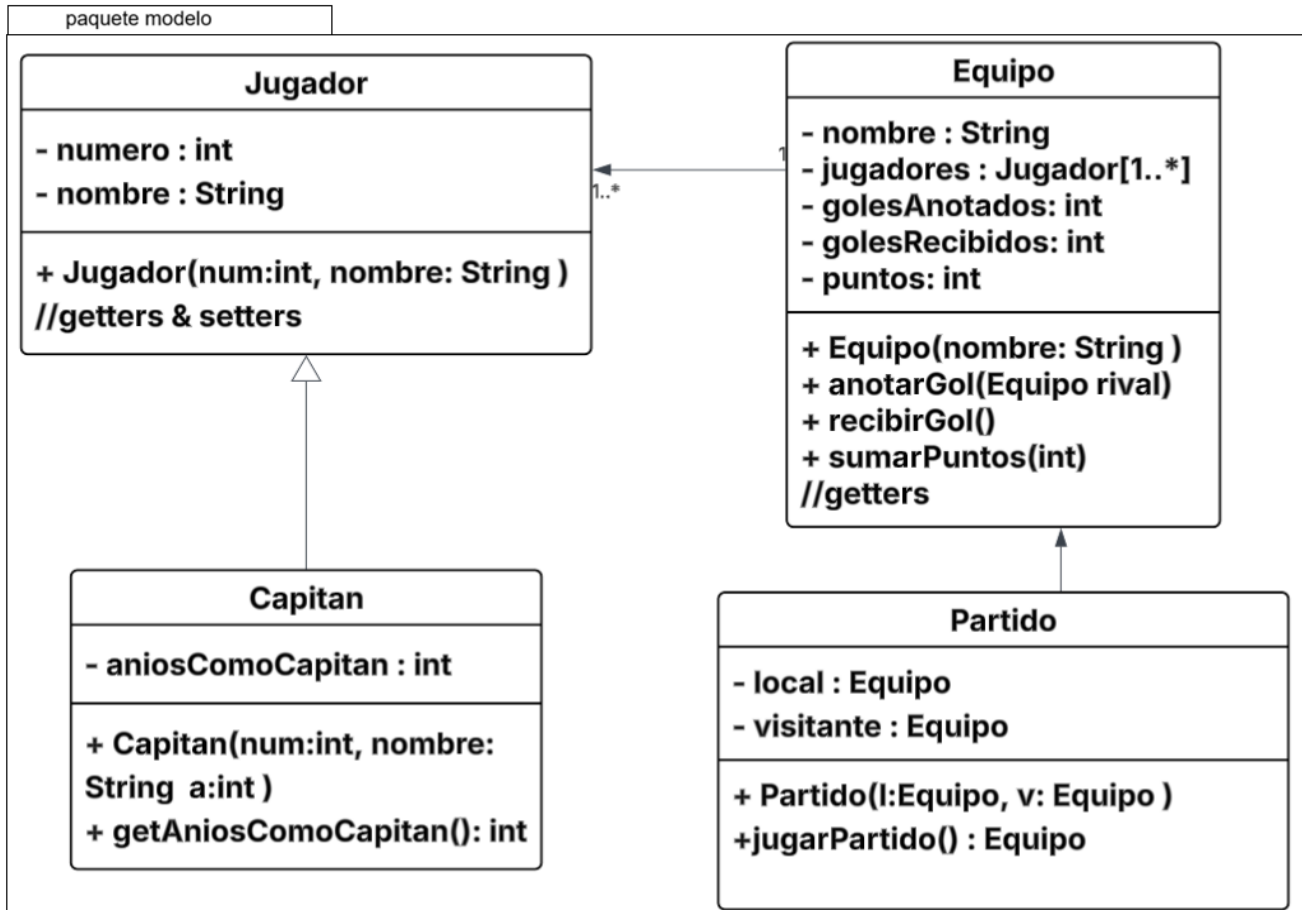 paquete modelo
Jugador
- numero : int
- nombre : String
+ Jugador(num:int, nombre: String )
//getters & setters
1
1..*
Equipo
- nombre : String
- jugadores : Jugador[1..*]
- golesAnotados: int
- golesRecibidos: int
- puntos: int
+ Equipo(nombre: String )
+ anotarGol(Equipo rival)
+ recibirGol()
+ sumarPuntos(int)
//getters
Capitan
- aniosComoCapitan : int
+ Capitan(num:int, nombre:
String  a:int )
+ getAniosComoCapitan(): int
Partido
- local : Equipo
- visitante : Equipo
+ Partido(l:Equipo, v: Equipo )
+jugarPartido() : Equipo